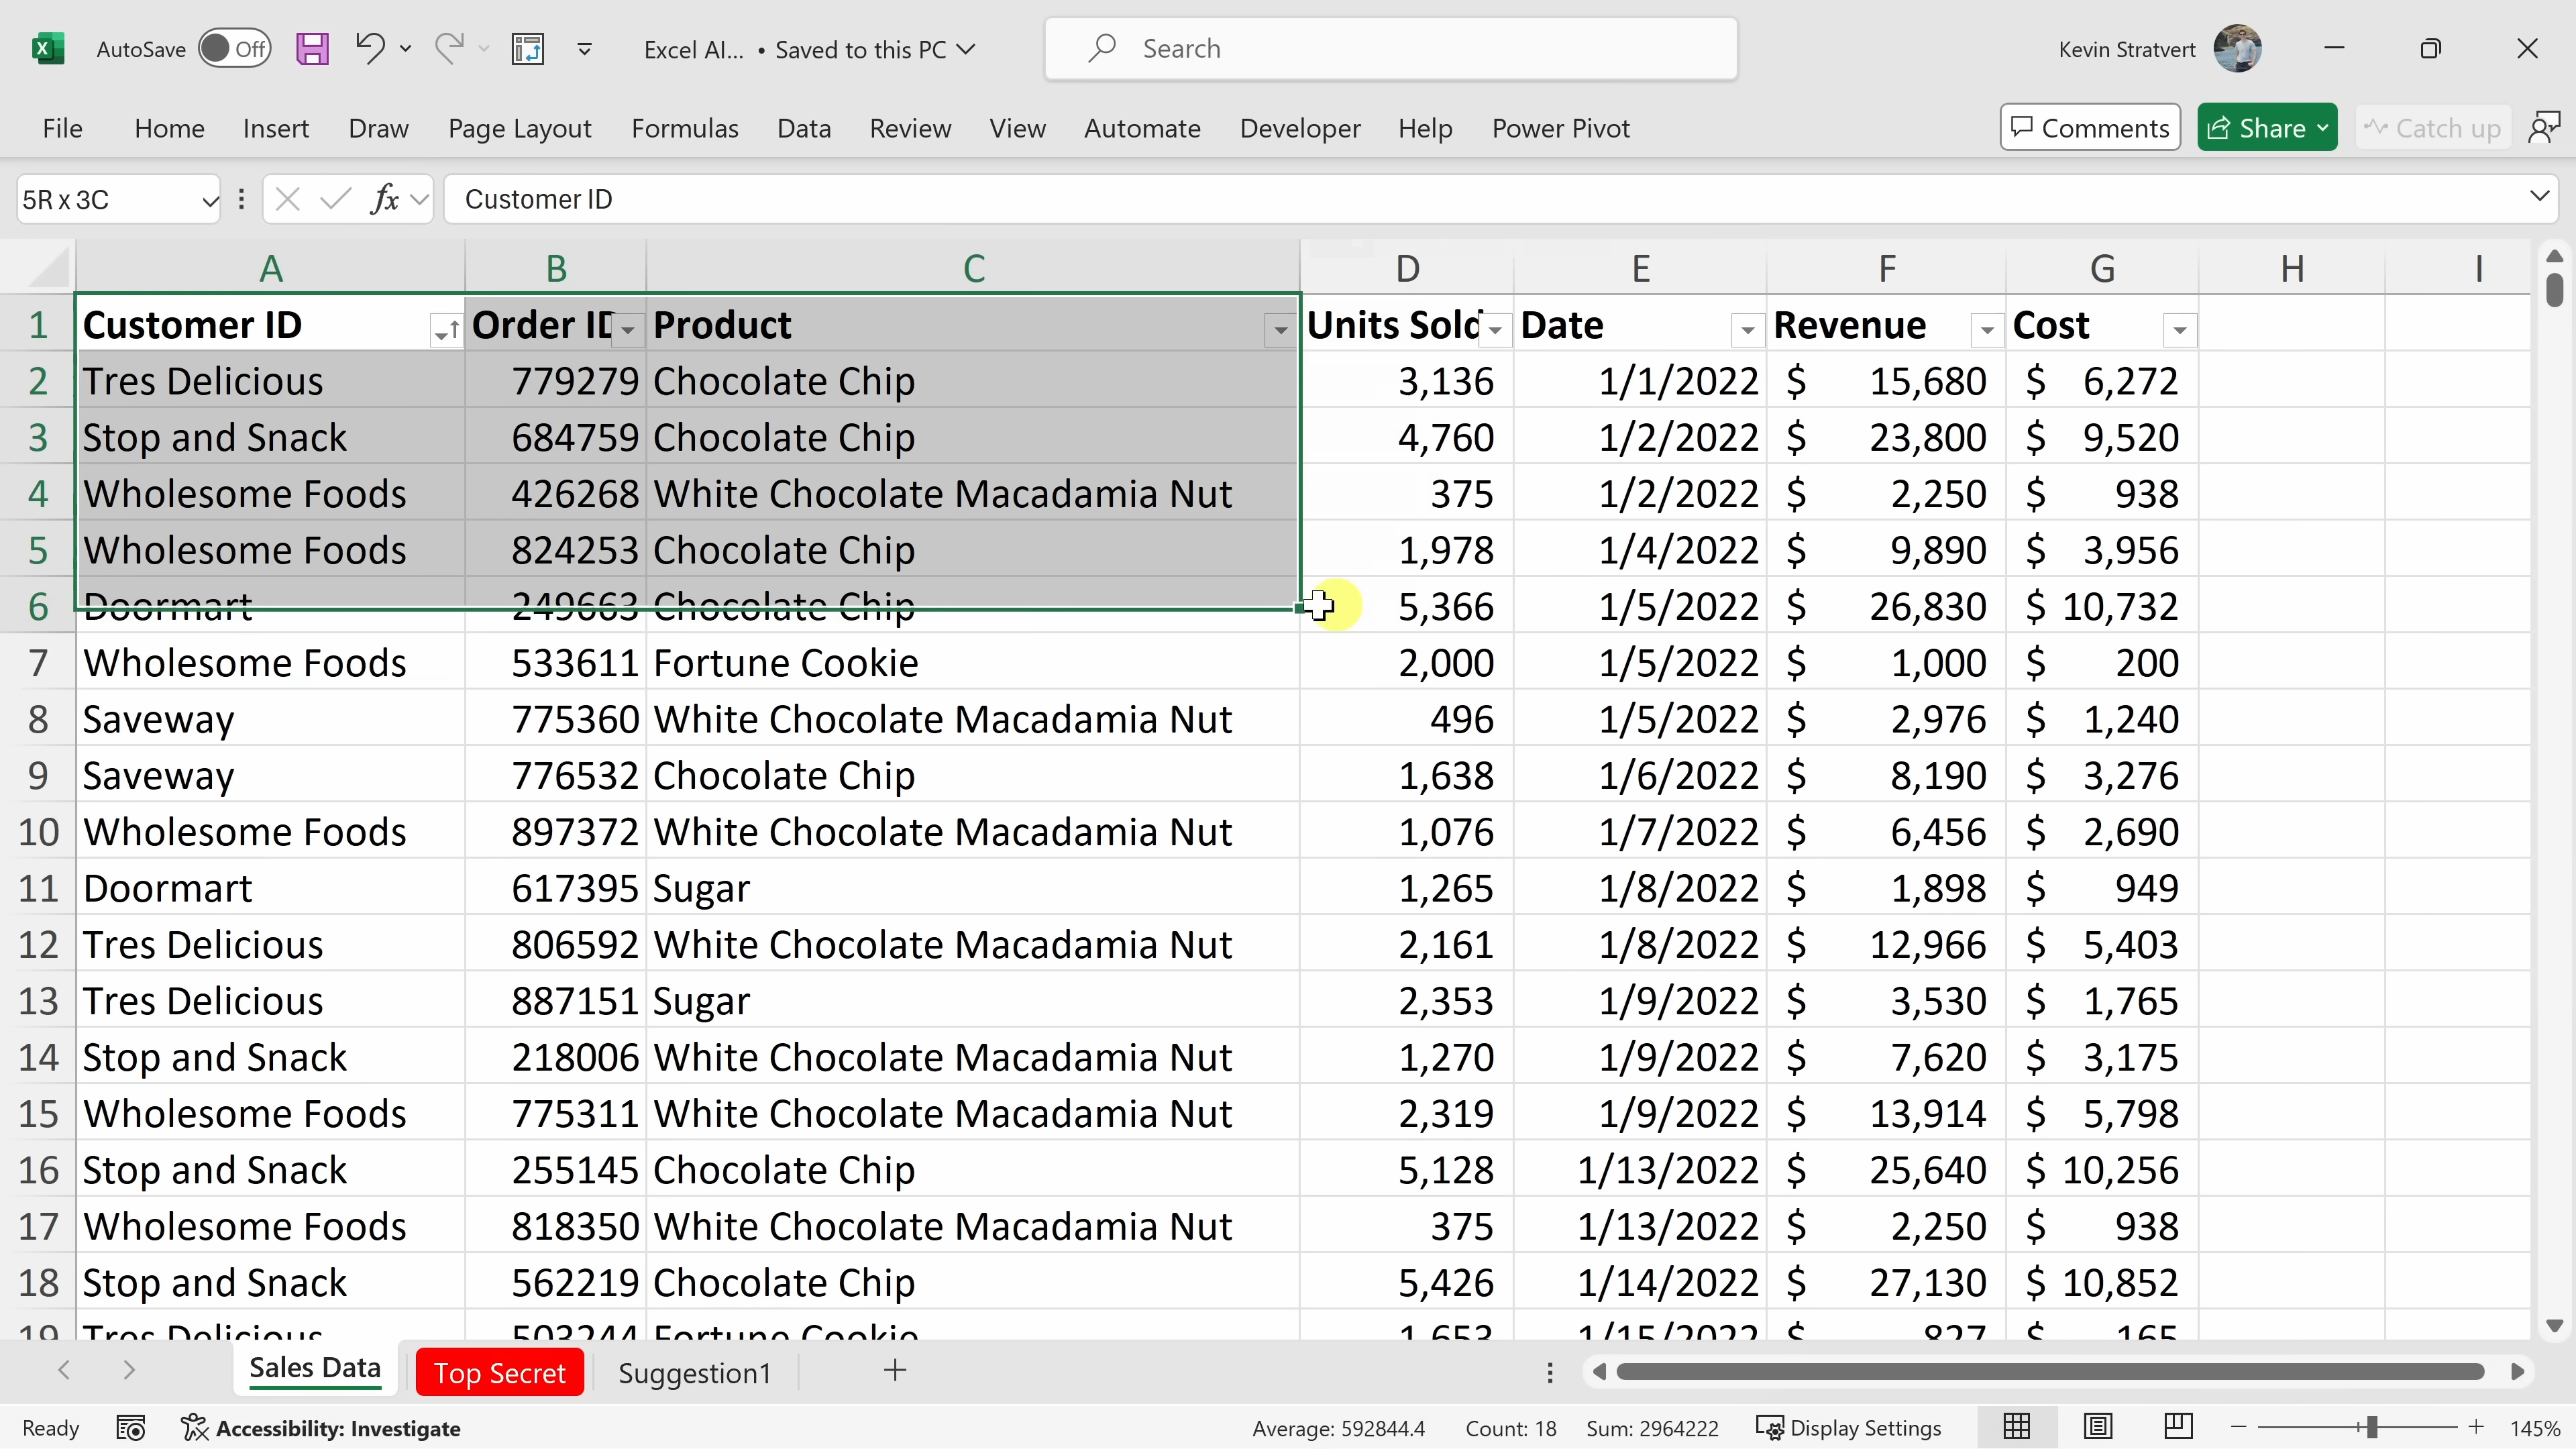 AutoSave Off Excel AI... • Saved to this PC Search Kevin Stratvert
File Home Insert Draw Page Layout Formulas Data Review View Automate Developer Help Power Pivot Comments Share Catch up
5R x 3C fx Customer ID
A B C D E F G H I
1 Customer ID Order ID Product Units Sold Date Revenue Cost
2 Tres Delicious 779279 Chocolate Chip 3,136 1/1/2022 $ 15,680 $ 6,272
3 Stop and Snack 684759 Chocolate Chip 4,760 1/2/2022 $ 23,800 $ 9,520
4 Wholesome Foods 426268 White Chocolate Macadamia Nut 375 1/2/2022 $ 2,250 $ 938
5 Wholesome Foods 824253 Chocolate Chip 1,978 1/4/2022 $ 9,890 $ 3,956
6 Doormart 249663 Chocolate Chip 5,366 1/5/2022 $ 26,830 $ 10,732
7 Wholesome Foods 533611 Fortune Cookie 2,000 1/5/2022 $ 1,000 $ 200
8 Saveway 775360 White Chocolate Macadamia Nut 496 1/5/2022 $ 2,976 $ 1,240
9 Saveway 776532 Chocolate Chip 1,638 1/6/2022 $ 8,190 $ 3,276
10 Wholesome Foods 897372 White Chocolate Macadamia Nut 1,076 1/7/2022 $ 6,456 $ 2,690
11 Doormart 617395 Sugar 1,265 1/8/2022 $ 1,898 $ 949
12 Tres Delicious 806592 White Chocolate Macadamia Nut 2,161 1/8/2022 $ 12,966 $ 5,403
13 Tres Delicious 887151 Sugar 2,353 1/9/2022 $ 3,530 $ 1,765
14 Stop and Snack 218006 White Chocolate Macadamia Nut 1,270 1/9/2022 $ 7,620 $ 3,175
15 Wholesome Foods 775311 White Chocolate Macadamia Nut 2,319 1/9/2022 $ 13,914 $ 5,798
16 Stop and Snack 255145 Chocolate Chip 5,128 1/13/2022 $ 25,640 $ 10,256
17 Wholesome Foods 818350 White Chocolate Macadamia Nut 375 1/13/2022 $ 2,250 $ 938
18 Stop and Snack 562219 Chocolate Chip 5,426 1/14/2022 $ 27,130 $ 10,852
19 Tres Delicious 503244 Fortune Cookie 1,653 1/15/2022 $ 827 $ 165
Sales Data Top Secret Suggestion1
Ready Accessibility: Investigate Average: 592844.4 Count: 18 Sum: 2964222 Display Settings 145%